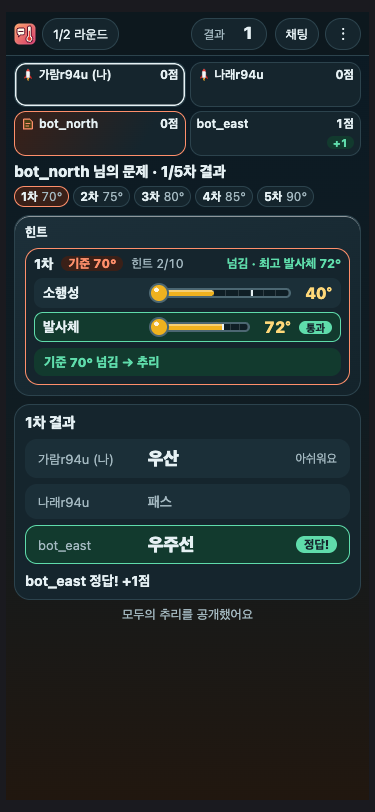 1/2 라운드
결과 1
채팅
가람r94u (나) 0점
나래r94u 0점
bot_north 0점
bot_east 1점
+1
bot_north 님의 문제 · 1/5차 결과
1차 70° 2차 75° 3차 80° 4차 85° 5차 90°
힌트
1차 기준 70° 힌트 2/10 넘김 · 최고 발사체 72°
소행성 40°
발사체 72° 통과
기준 70° 넘김 → 추리
1차 결과
가람r94u (나) 우산 아쉬워요
나래r94u 패스
bot_east 우주선 정답!
bot_east 정답! +1점
모두의 추리를 공개했어요